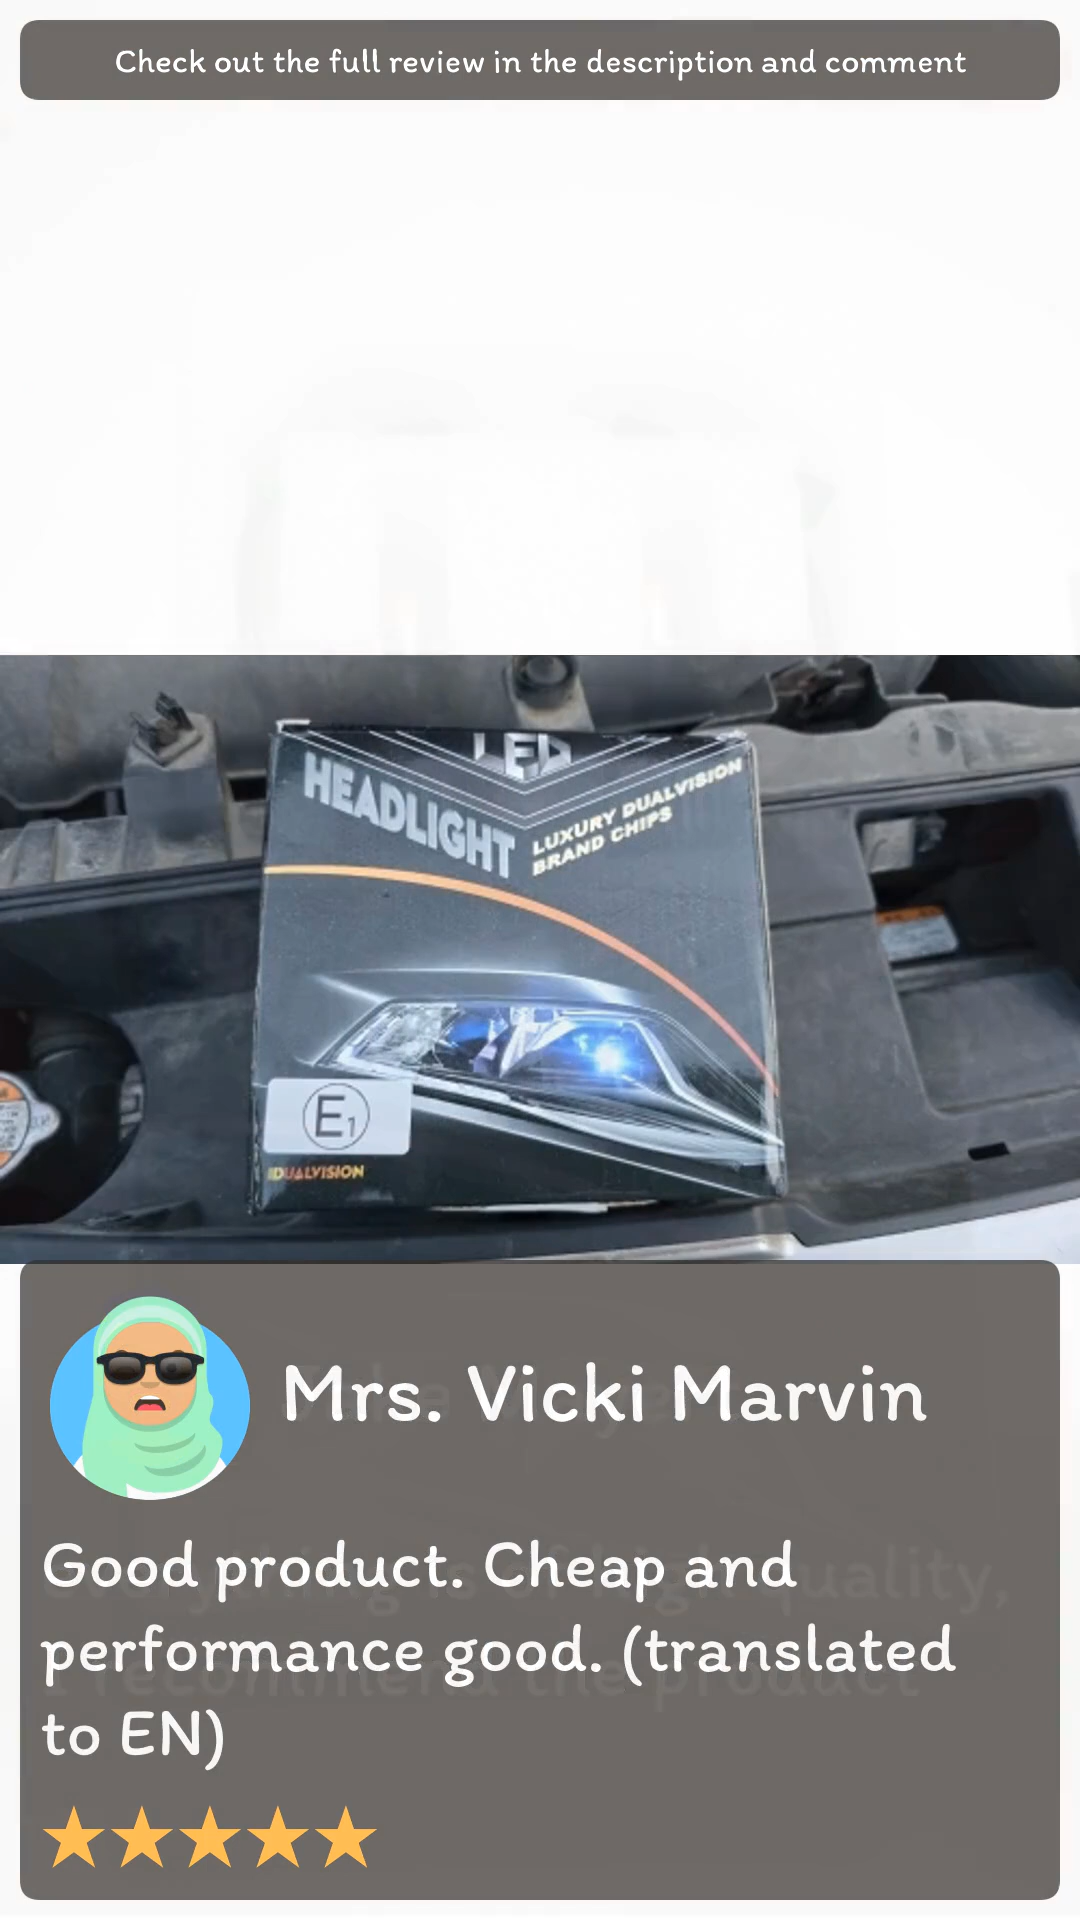 Check out the full review in the description and comment
LED
HEADLIGHT
LUXURY DUALVISION
BRAND CHIPS
E1
DUALVISION
Mrs. Vicki Marvin
Good product. Cheap and
performance good. (translated
to EN)